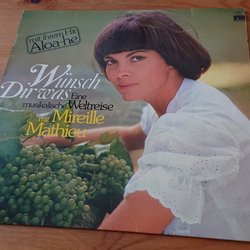 mit ihrem Hit
Aloa-he
Wünsch
Dir was
Eine
musikalische Weltreise
mit Mireille
Mathieu